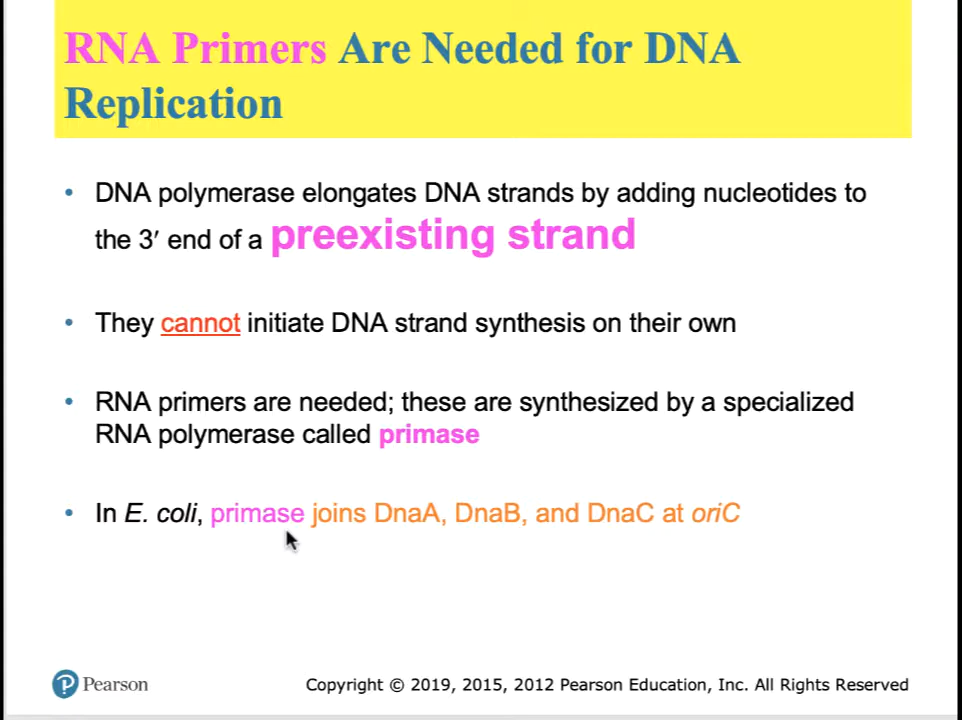 RNA Primers Are Needed for DNA
Replication
• DNA polymerase elongates DNA strands by adding nucleotides to
the 3′ end of a preexisting strand
• They cannot initiate DNA strand synthesis on their own
• RNA primers are needed; these are synthesized by a specialized
RNA polymerase called primase
• In E. coli, primase joins DnaA, DnaB, and DnaC at oriC
P Pearson
Copyright © 2019, 2015, 2012 Pearson Education, Inc. All Rights Reserved